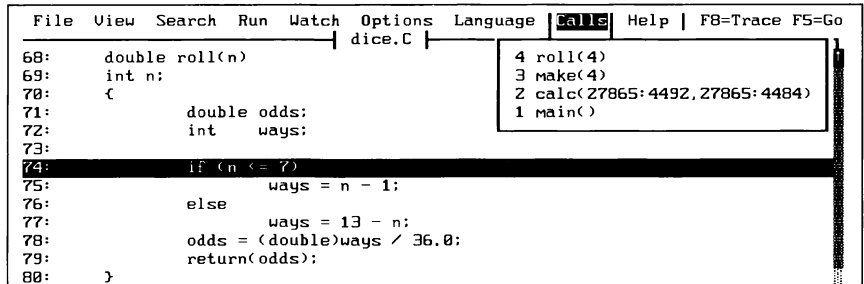 File View Search Run Watch Options Language Calls Help | F8=Trace F5=Go
dice.C
4 roll(4)
3 make(4)
2 calc(27865:4492,27865:4484)
1 main()
68: double roll(n)
69: int n;
70: {
71: double odds;
72: int ways;
73:
74: if (n <= 7)
75: ways = n - 1;
76: else
77: ways = 13 - n;
78: odds = (double)ways / 36.0;
79: return(odds);
80: }